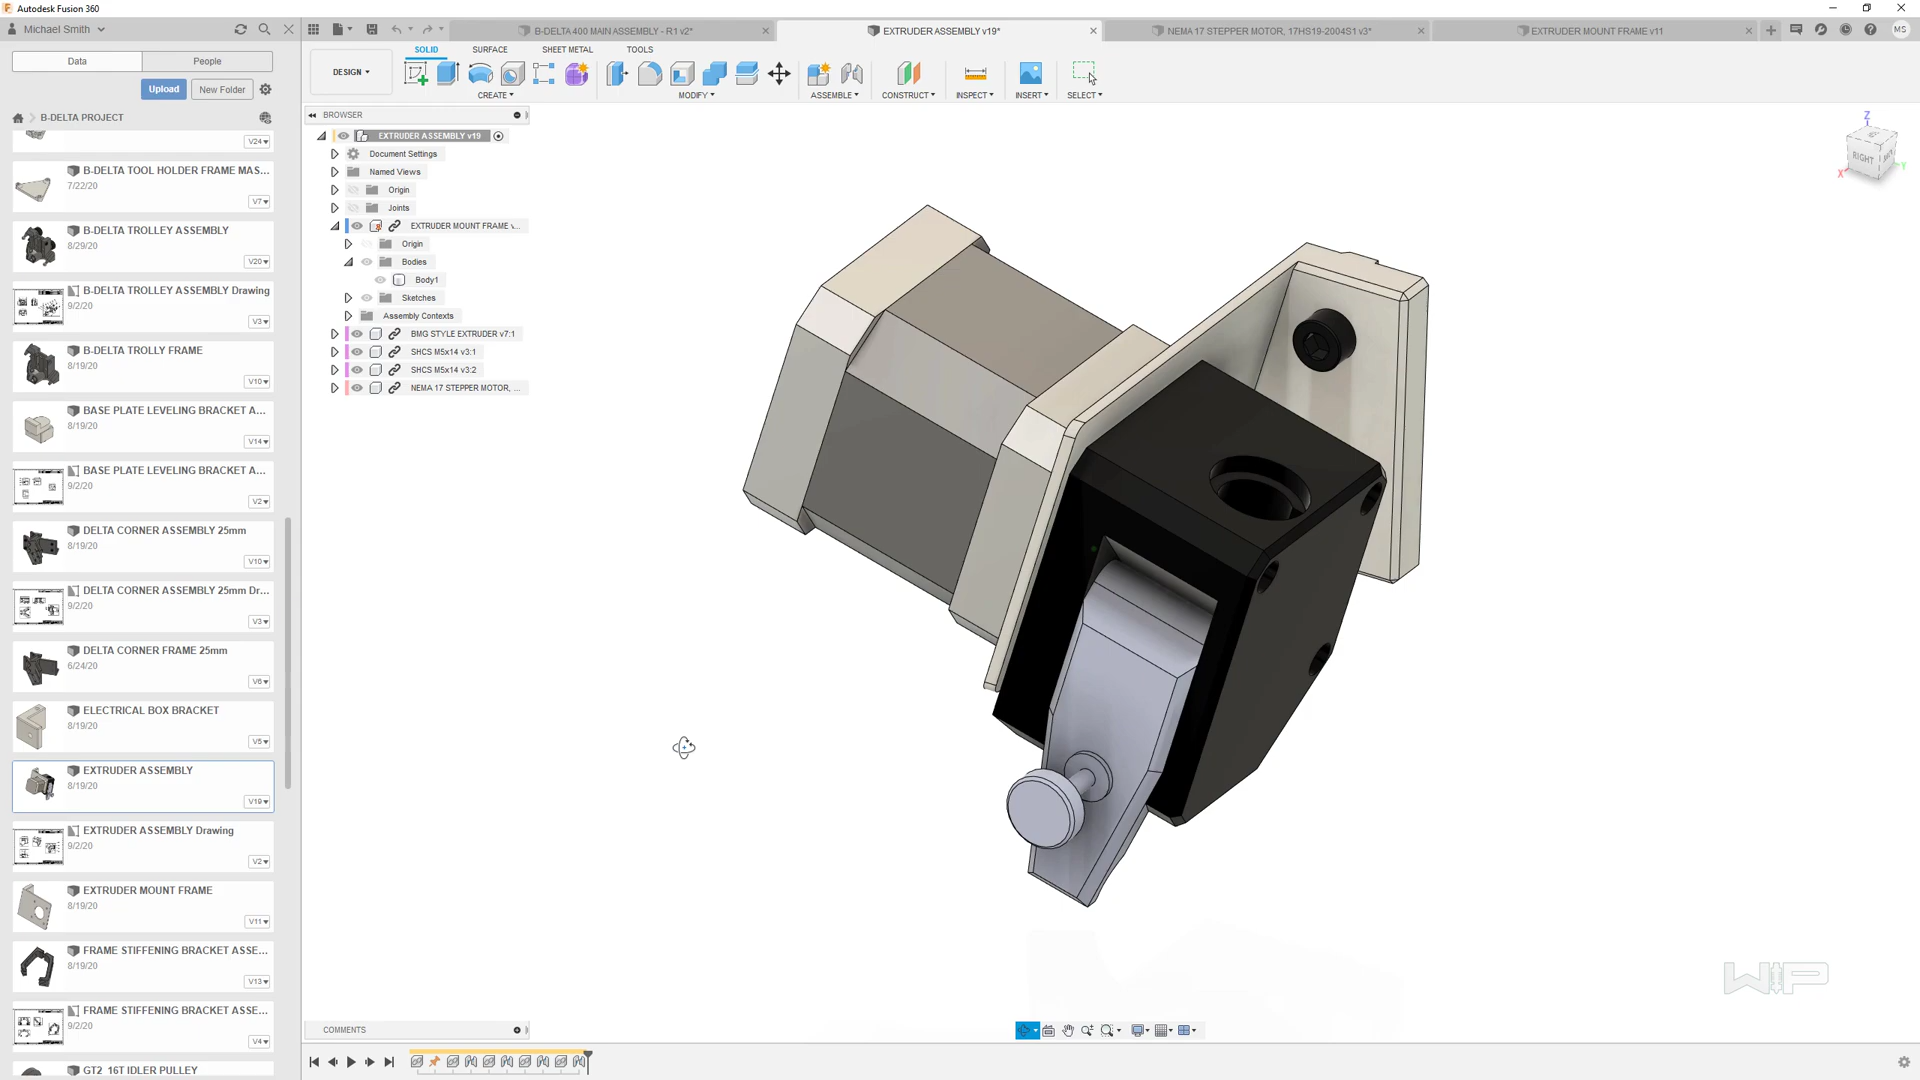 Autodesk Fusion 360
Michael Smith
B-DELTA 400 MAIN ASSEMBLY - R1 v2*
EXTRUDER ASSEMBLY v19*
NEMA 17 STEPPER MOTOR, 17HS19-2004S1 v3*
EXTRUDER MOUNT FRAME v11
MS
Data
People
Upload
New Folder
B-DELTA PROJECT
V24
B-DELTA TOOL HOLDER FRAME MAS...
7/22/20
V7
B-DELTA TROLLEY ASSEMBLY
8/29/20
V20
B-DELTA TROLLEY ASSEMBLY Drawing
9/2/20
V3
B-DELTA TROLLY FRAME
8/19/20
V10
BASE PLATE LEVELING BRACKET A...
8/19/20
V14
BASE PLATE LEVELING BRACKET A...
9/2/20
V2
DELTA CORNER ASSEMBLY 25mm
8/19/20
V10
DELTA CORNER ASSEMBLY 25mm Dr...
9/2/20
V3
DELTA CORNER FRAME 25mm
6/24/20
V6
ELECTRICAL BOX BRACKET
8/19/20
V5
EXTRUDER ASSEMBLY
8/19/20
V19
EXTRUDER ASSEMBLY Drawing
9/2/20
V2
EXTRUDER MOUNT FRAME
8/19/20
V11
FRAME STIFFENING BRACKET ASSE...
8/19/20
V13
FRAME STIFFENING BRACKET ASSE...
9/2/20
V4
GT2 16T IDLER PULLEY
SOLID
SURFACE
SHEET METAL
TOOLS
DESIGN
CREATE
MODIFY
ASSEMBLE
CONSTRUCT
INSPECT
INSERT
SELECT
BROWSER
EXTRUDER ASSEMBLY v19
Document Settings
Named Views
Origin
Joints
EXTRUDER MOUNT FRAME v...
Origin
Bodies
Body1
Sketches
Assembly Contexts
BMG STYLE EXTRUDER v7:1
SHCS M5x14 v3:1
SHCS M5x14 v3:2
NEMA 17 STEPPER MOTOR, ...
Z
RIGHT
X
Y
WIP
COMMENTS